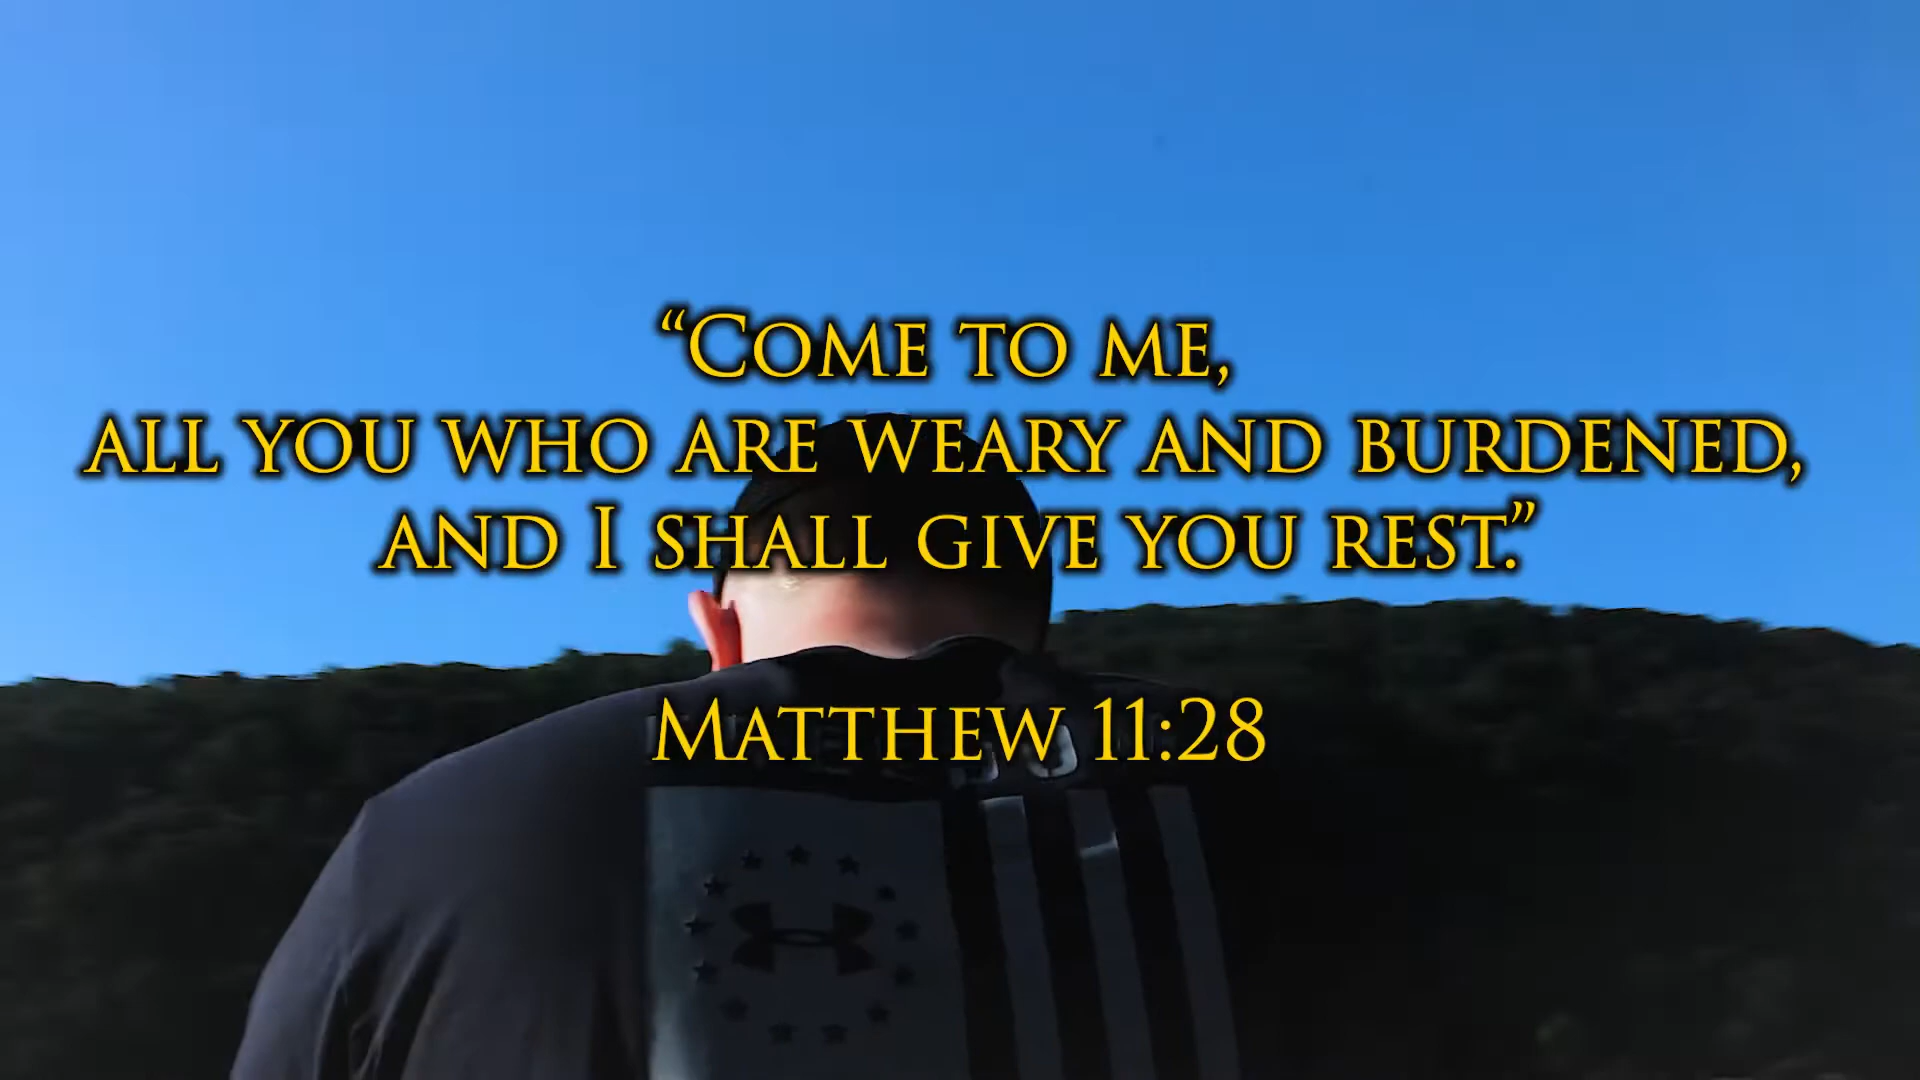 “Come to me,
all you who are weary and burdened,
and I shall give you rest.”
Matthew 11:28